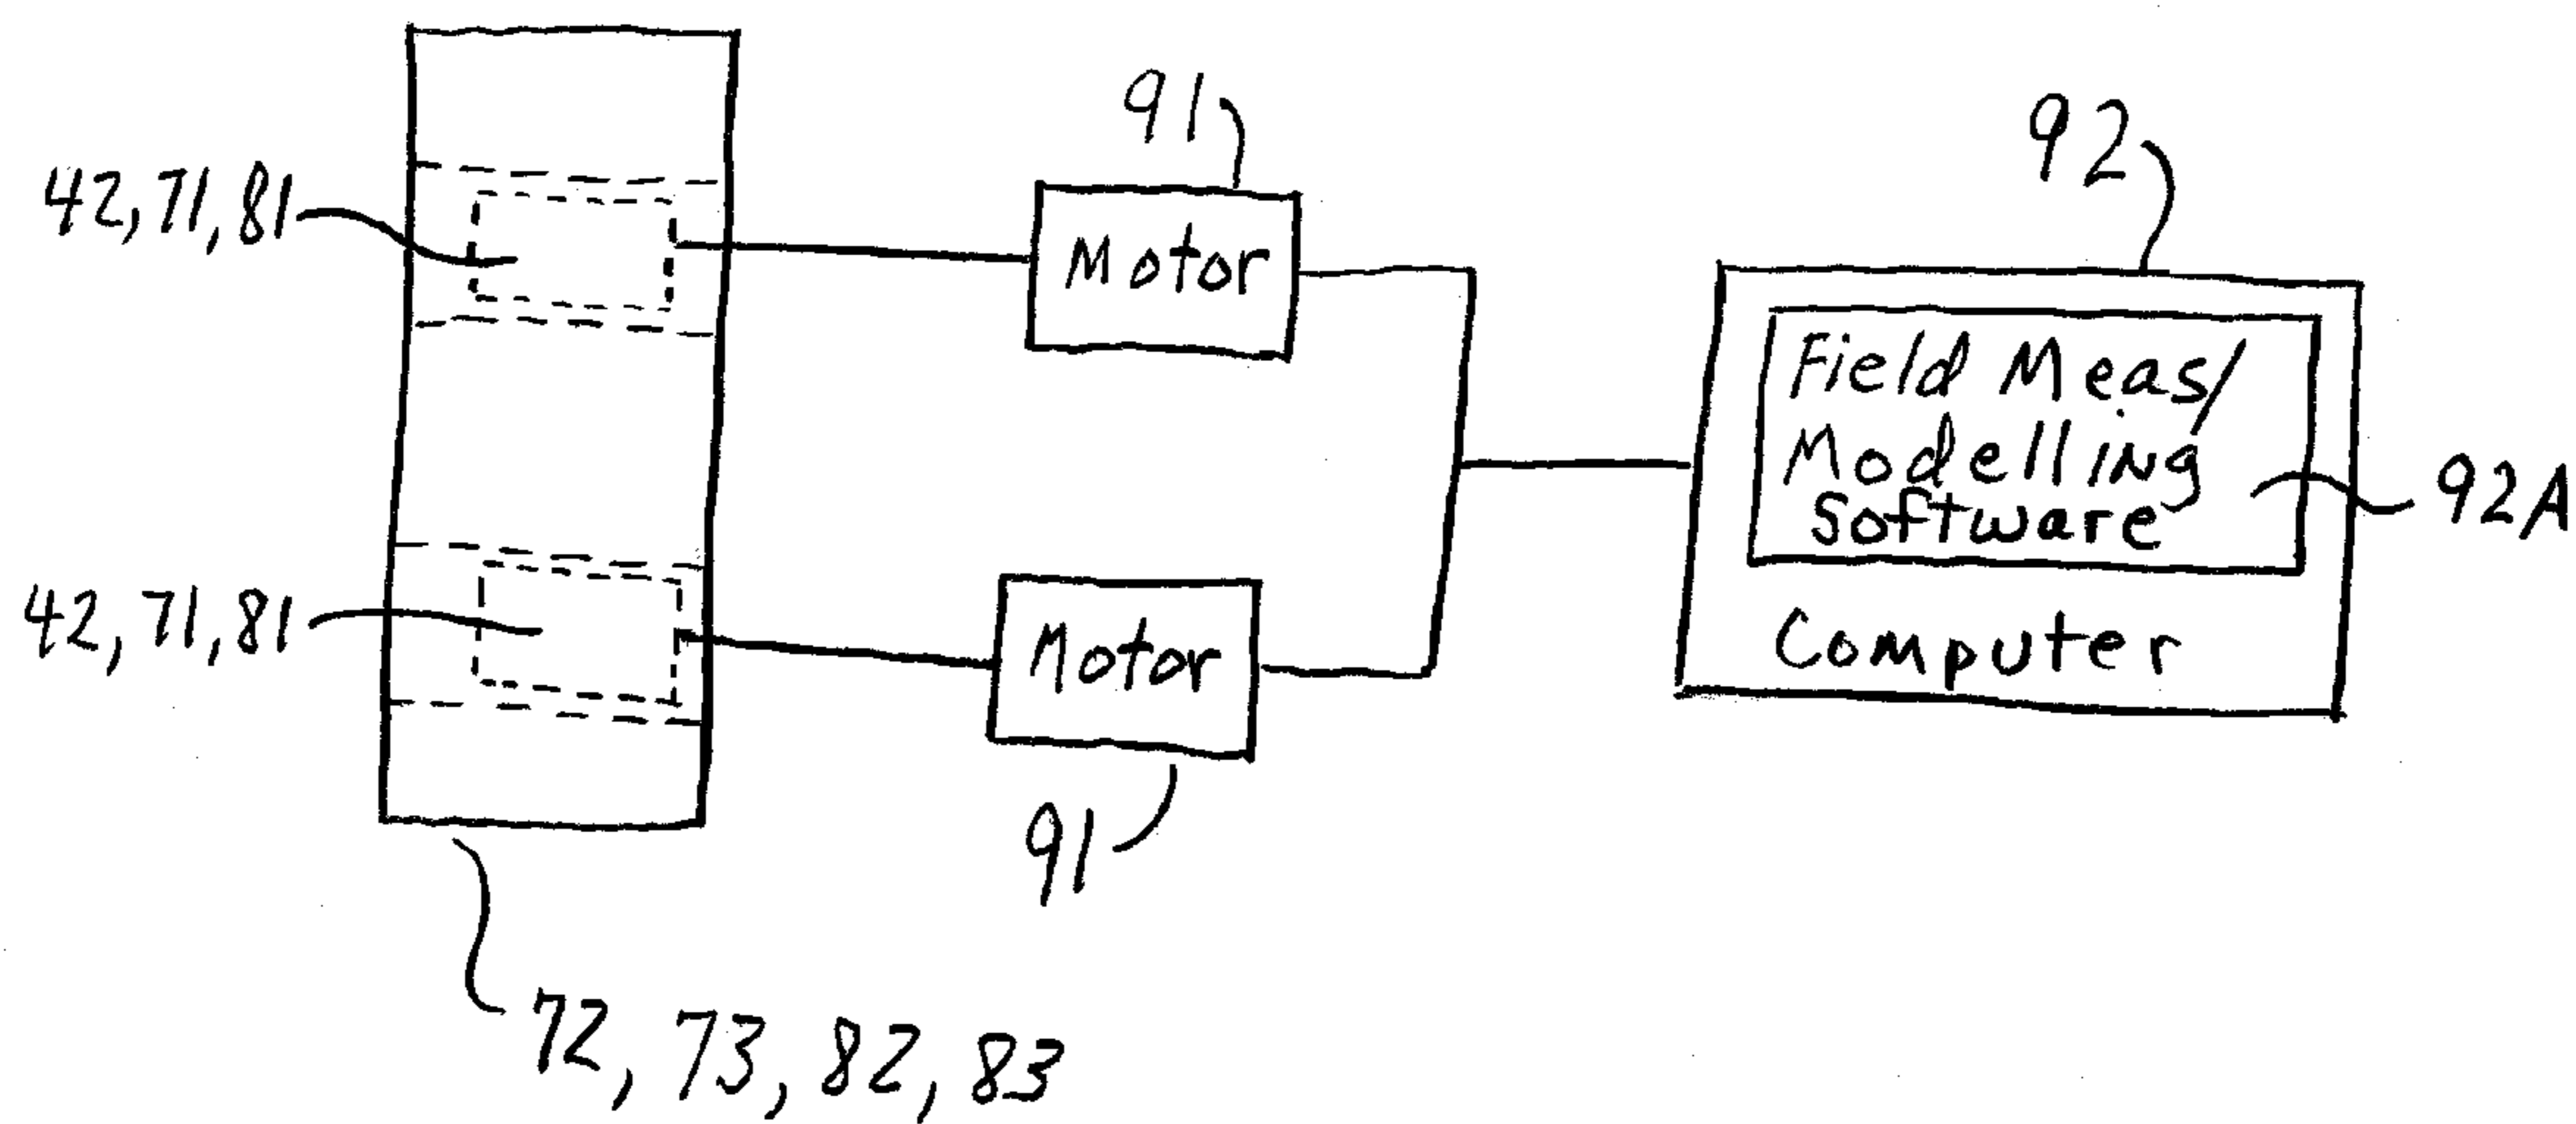 91
92
42, 71, 81
Motor
Field Meas/
Modelling
Software
92A
Computer
42, 71, 81
Motor
91
72, 73, 82, 83